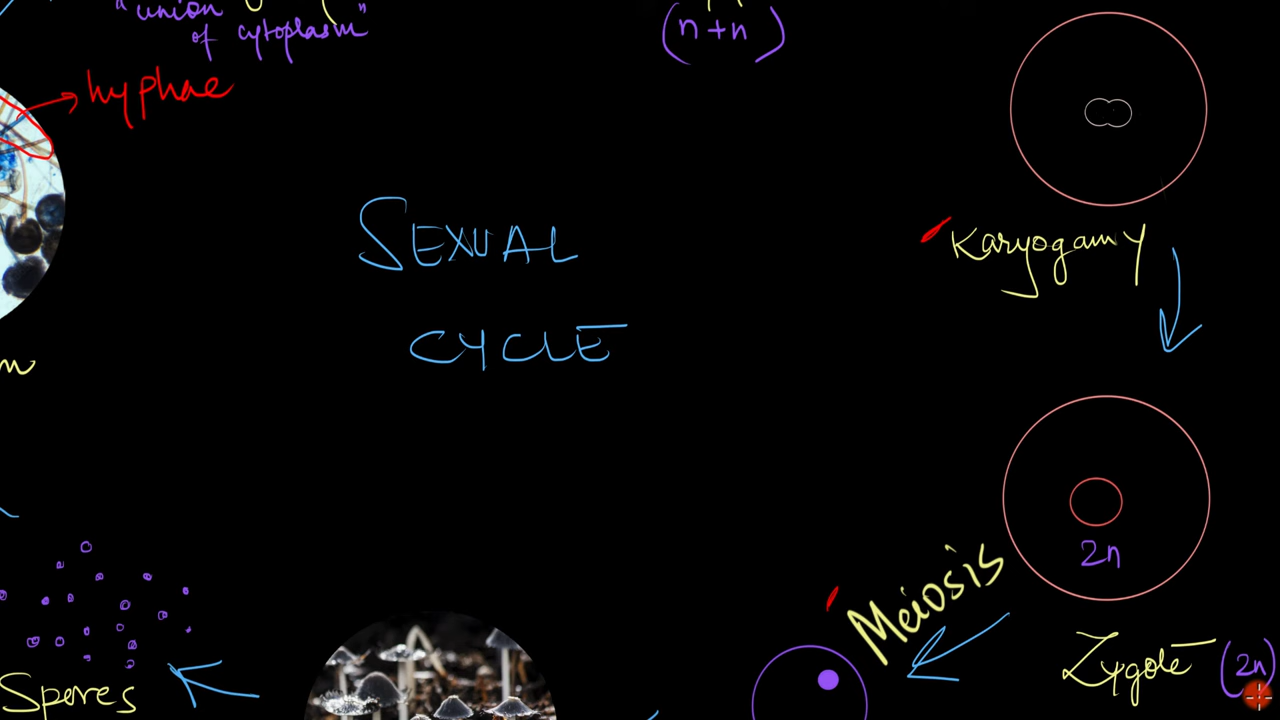 "union
of cytoplasm"
(n+n)
hyphae
SEXUAL
CYCLE
Karyogamy
2n
Meiosis
Zygote (2n)
Spores